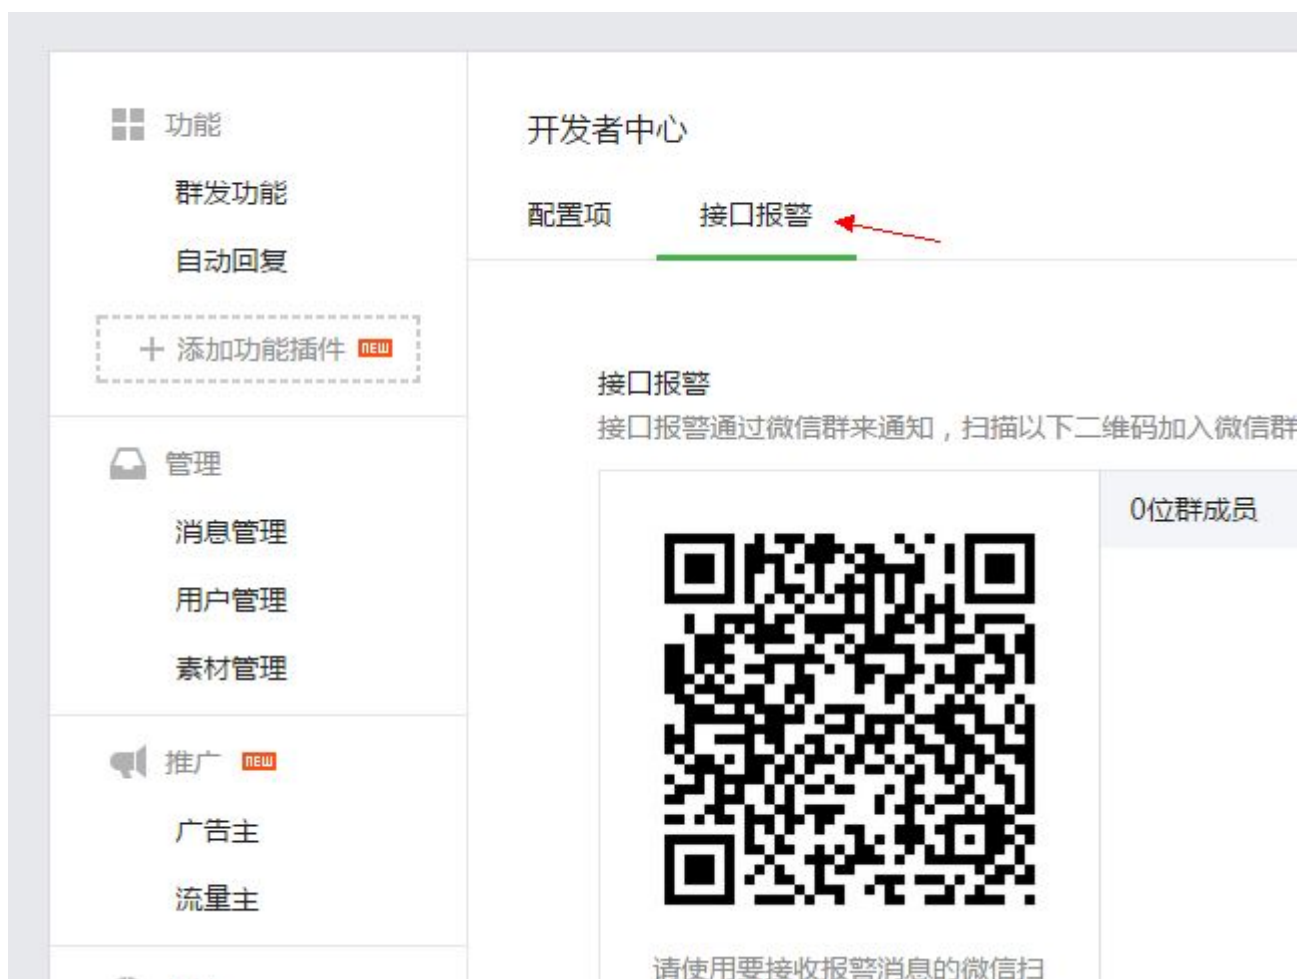 功能
群发功能
自动回复
添加功能插件 NEW
管理
消息管理
用户管理
素材管理
推广 NEW
广告主
流量主
开发者中心
配置项 接口报警
接口报警
接口报警通过微信群来通知，扫描以下二维码加入微信群
0位群成员
请使用要接收报警消息的微信扫